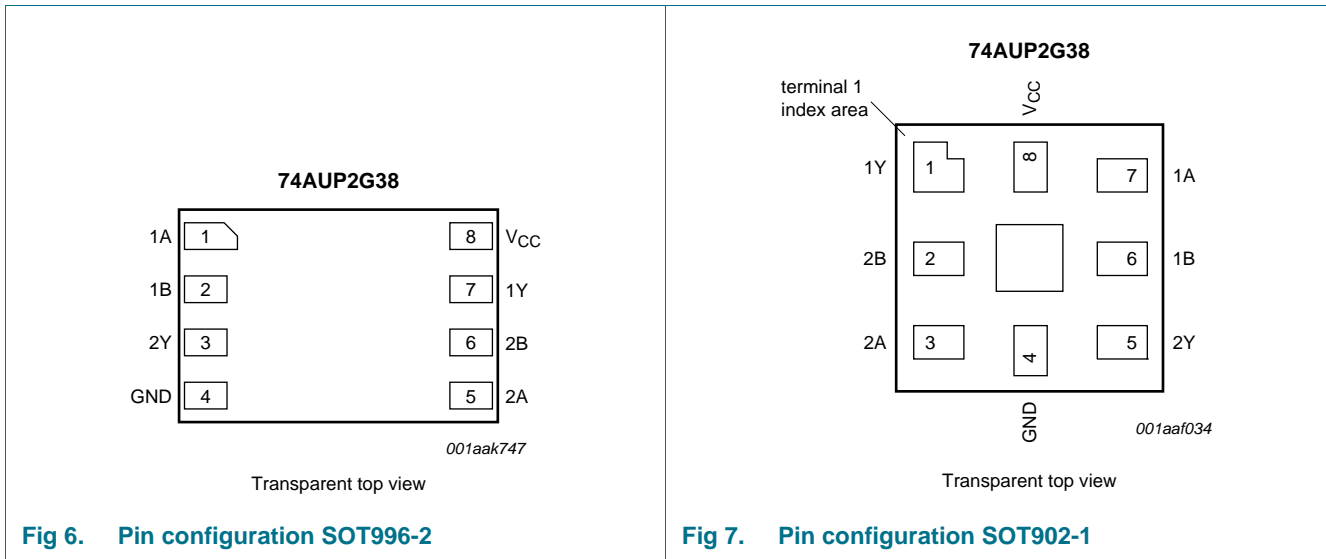 74AUP2G38
1A 1 8 VCC
1B 2 7 1Y
2Y 3 6 2B
GND 4 5 2A
001aak747
Transparent top view
Fig 6. Pin configuration SOT996-2
74AUP2G38
terminal 1
index area
VCC
1Y 1 8 7 1A
2B 2 6 1B
2A 3 4 5 2Y
GND
001aaf034
Transparent top view
Fig 7. Pin configuration SOT902-1